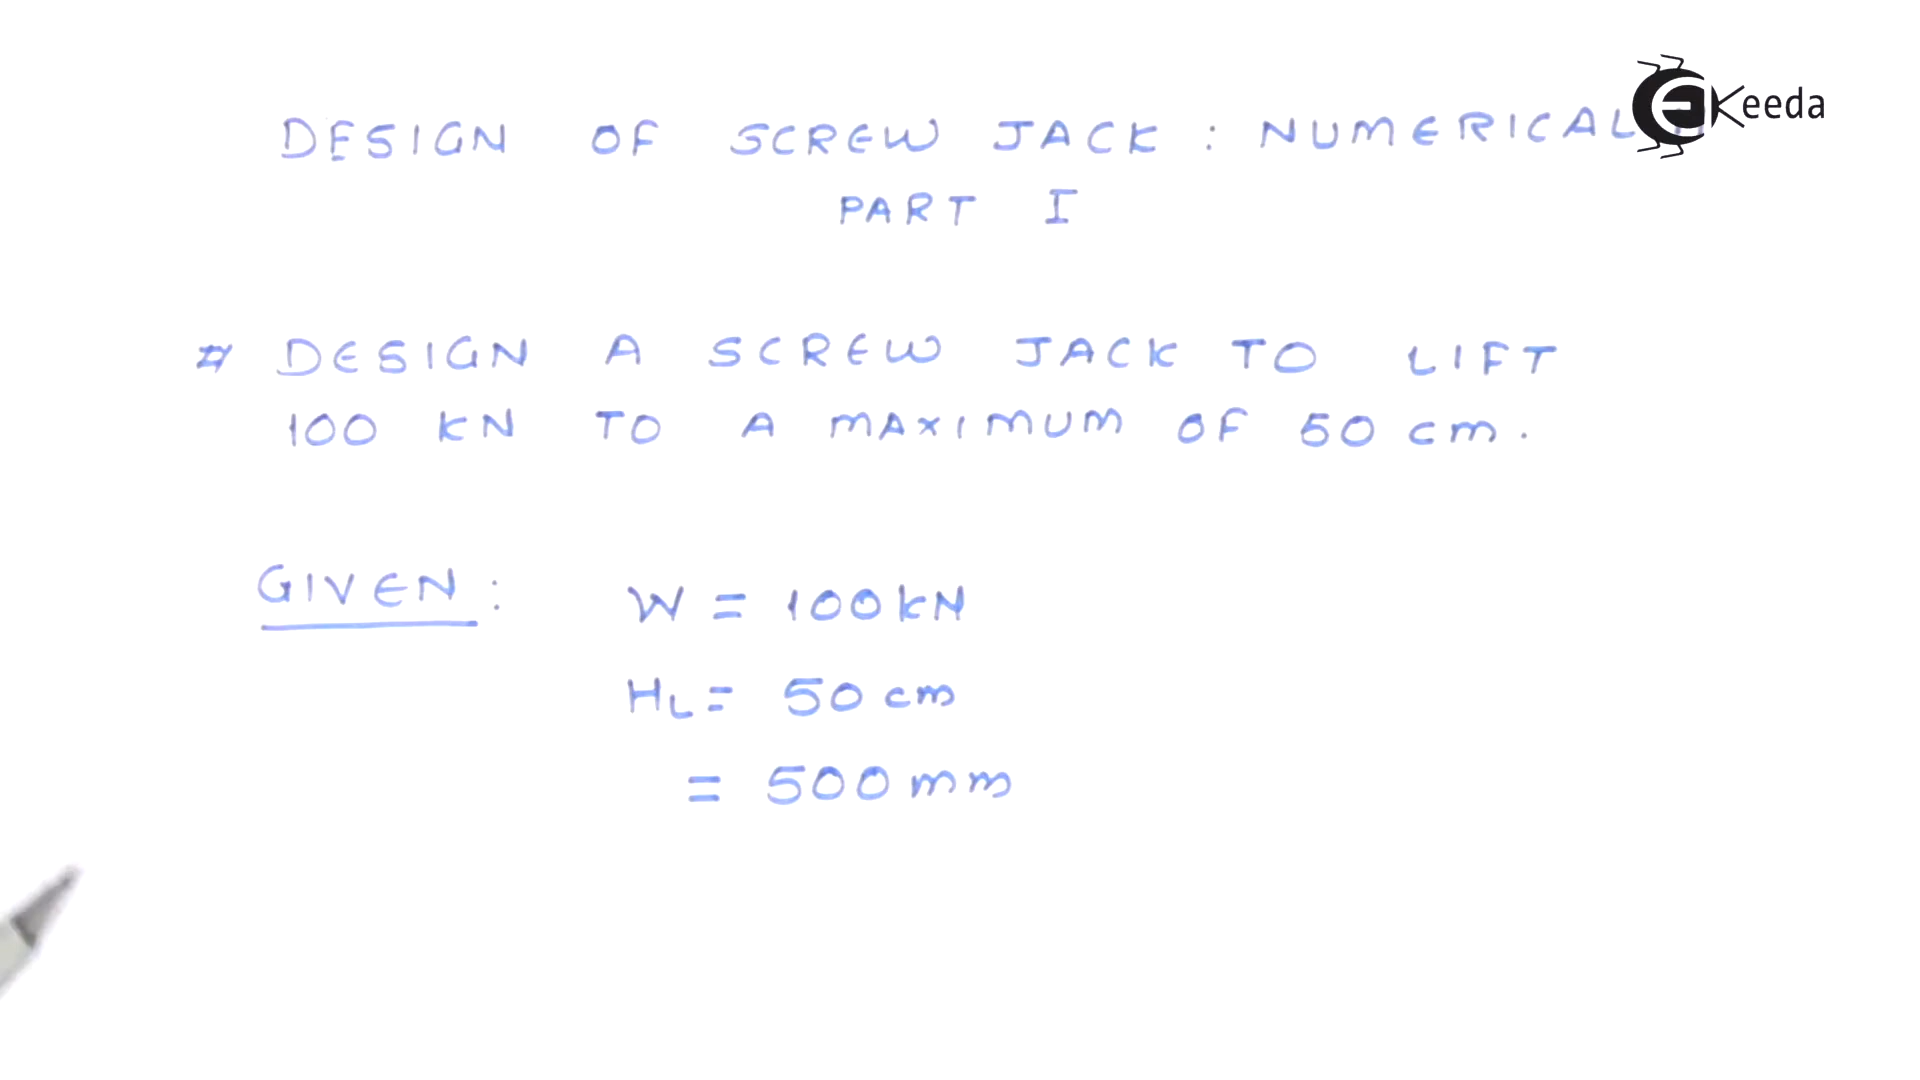 DESIGN OF SCREW JACK : NUMERICAL
PART I
Keeda
# DESIGN A SCREW JACK TO LIFT
100 KN TO A MAXIMUM OF 50 cm.
GIVEN : W = 100KN
HL = 50 cm
= 500 mm